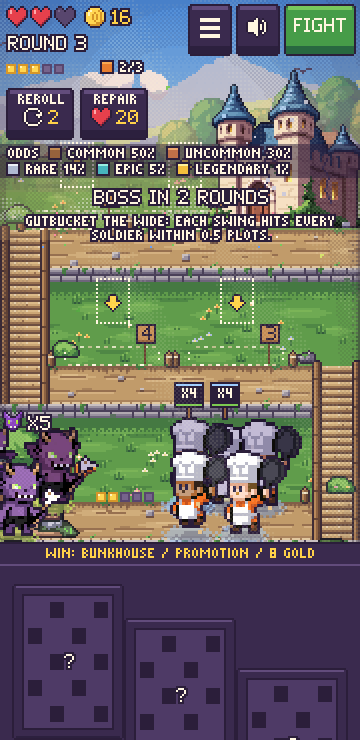 16
FIGHT
ROUND 3
2/3
REROLL
2
REPAIR
20
ODDS COMMON 50% UNCOMMON 30%
RARE 14% EPIC 5% LEGENDARY 1%
BOSS IN 2 ROUNDS
GUTBUCKET THE WIDE: EACH SWING HITS EVERY
SOLDIER WITHIN 0.5 PLOTS.
4
3
X4
X4
X5
WIN: BUNKHOUSE / PROMOTION / 8 GOLD
?
?
?